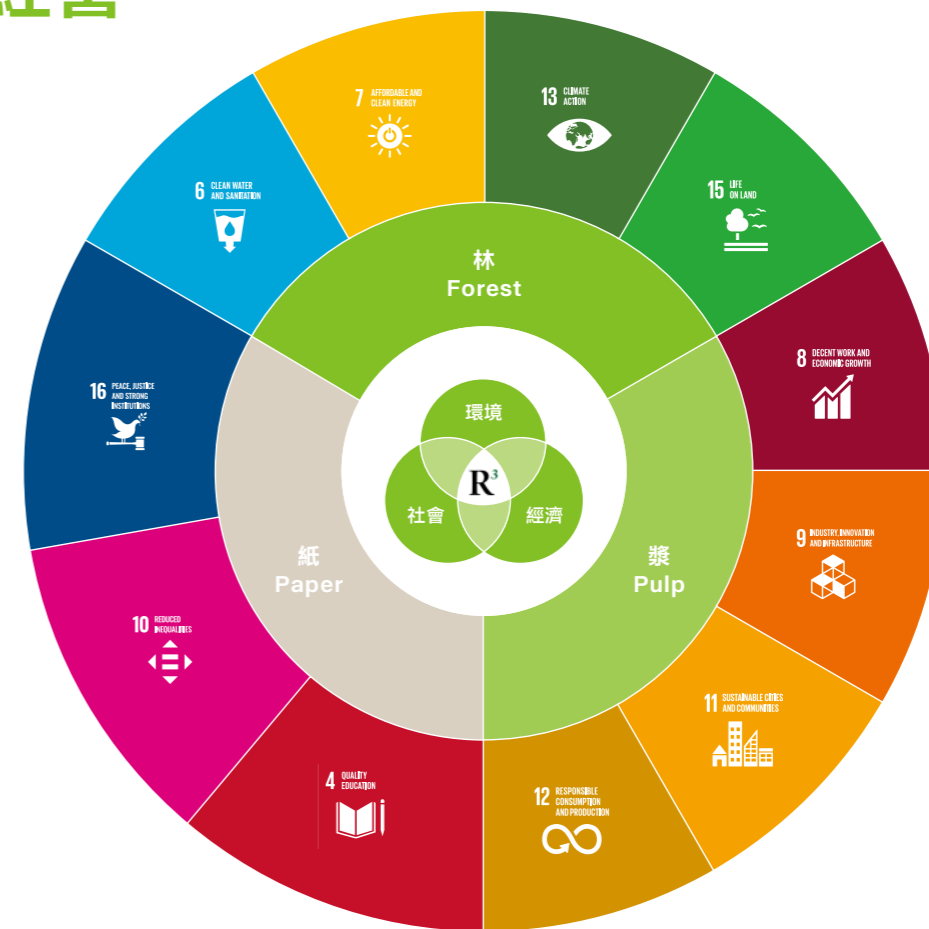 7 AFFORDABLE AND
CLEAN ENERGY
13 CLIMATE
ACTION
6 CLEAN WATER
AND SANITATION
15 LIFE
ON LAND
林
Forest
16 PEACE, JUSTICE
AND STRONG
INSTITUTIONS
8 DECENT WORK AND
ECONOMIC GROWTH
環境
R³
社會
經濟
紙
Paper
漿
Pulp
9 INDUSTRY, INNOVATION
AND INFRASTRUCTURE
10 REDUCED
INEQUALITIES
11 SUSTAINABLE CITIES
AND COMMUNITIES
4 QUALITY
EDUCATION
12 RESPONSIBLE
CONSUMPTION
AND PRODUCTION